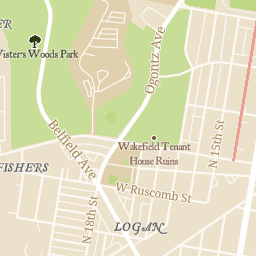 ER
Wister's Woods Park
Ogontz Ave
Belfield Ave
Wakefield Tenant
House Ruins
N 15th St
FISHERS
W Ruscomb St
N 18th St
LOGAN